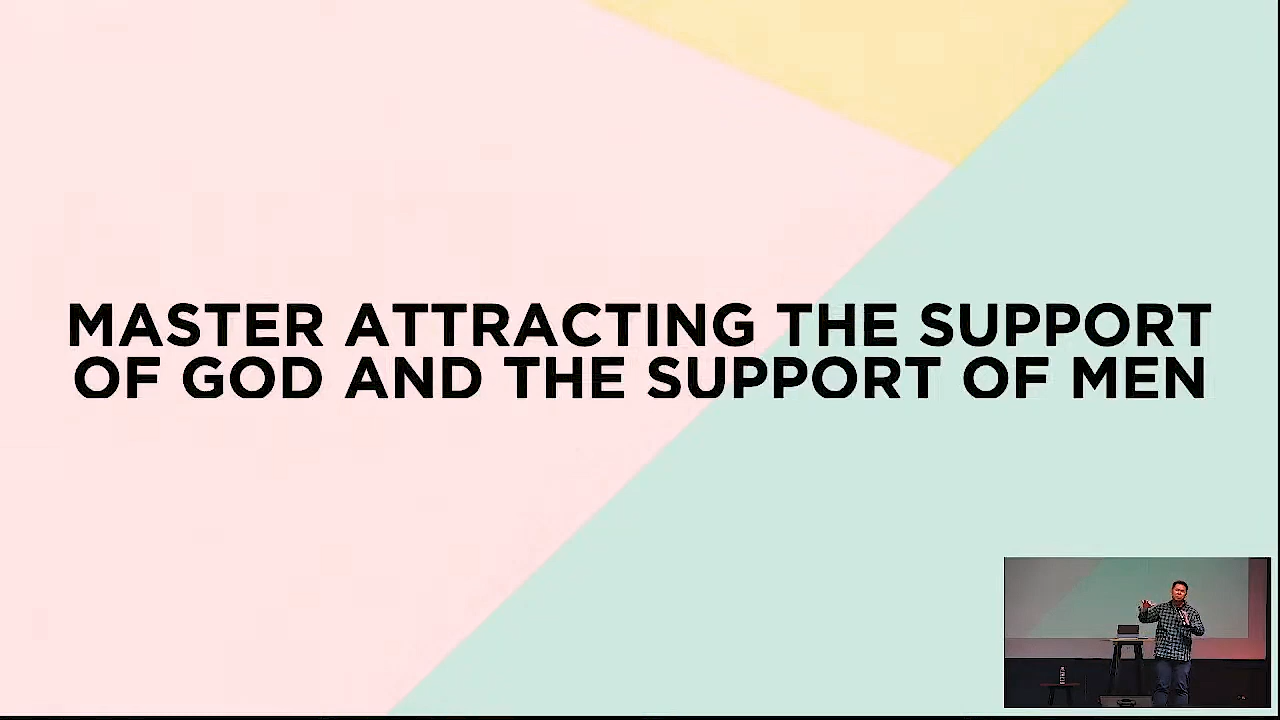 MASTER ATTRACTING THE SUPPORT
OF GOD AND THE SUPPORT OF MEN